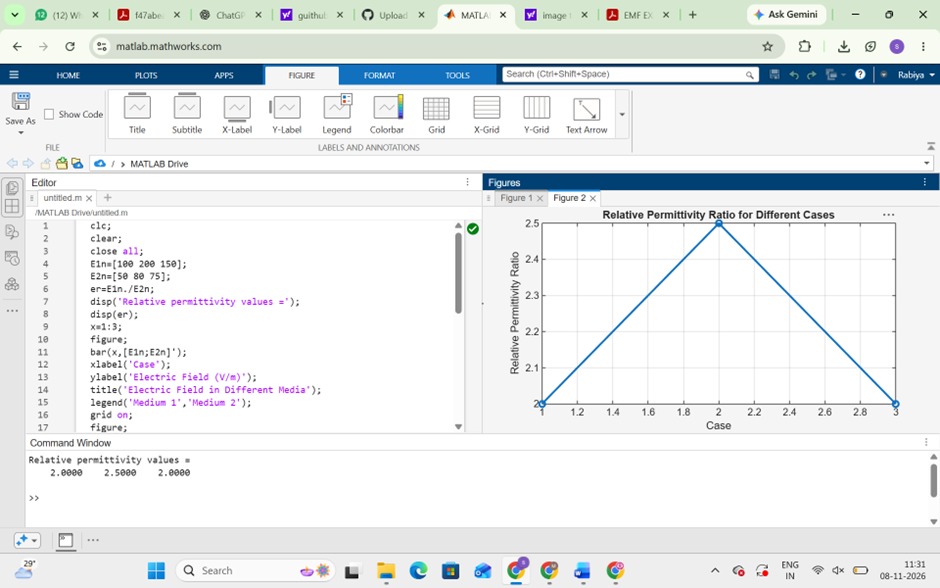 (12) Wh
f47abe
ChatGP
guithub
Upload
MATLA
image t
EMF EX
Ask Gemini
matlab.mathworks.com
S
HOME
PLOTS
APPS
FIGURE
FORMAT
TOOLS
Search (Ctrl+Shift+Space)
Rabiya
Save As
Show Code
FILE
Title
Subtitle
X-Label
Y-Label
Legend
Colorbar
Grid
X-Grid
Y-Grid
Text Arrow
LABELS AND ANNOTATIONS
/ > MATLAB Drive
Editor
untitled.m
/MATLAB Drive/untitled.m
1 clc;
2 clear;
3 close all;
4 E1n=[100 200 150];
5 E2n=[50 80 75];
6 er=E1n./E2n;
7 disp('Relative permittivity values =');
8 disp(er);
9 x=1:3;
10 figure;
11 bar(x,[E1n;E2n]');
12 xlabel('Case');
13 ylabel('Electric Field (V/m)');
14 title('Electric Field in Different Media');
15 legend('Medium 1','Medium 2');
16 grid on;
17 figure;
Figures
Figure 1
Figure 2
Relative Permittivity Ratio for Different Cases
Relative Permittivity Ratio
2.5
2.4
2.3
2.2
2.1
2
1 1.2 1.4 1.6 1.8 2 2.2 2.4 2.6 2.8 3
Case
Command Window
Relative permittivity values =
2.0000 2.5000 2.0000
>>
29°
Search
ENG
IN
11:31
08-11-2026